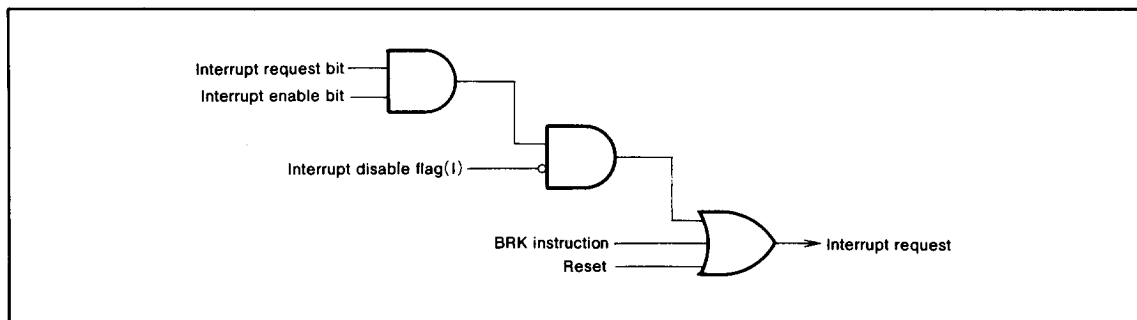 Interrupt request bit
Interrupt enable bit
Interrupt disable flag(I)
BRK instruction
Reset
Interrupt request